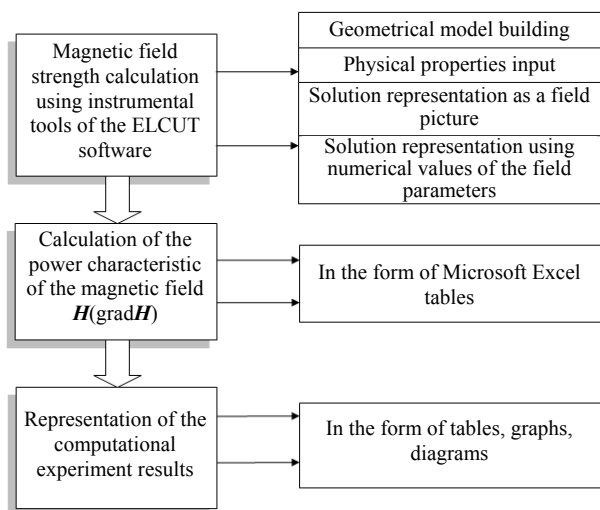 Magnetic field
strength calculation
using instrumental
tools of the ELCUT
software
Geometrical model building
Physical properties input
Solution representation as a field
picture
Solution representation using
numerical values of the field
parameters
Calculation of the
power characteristic
of the magnetic field
H(gradH)
In the form of Microsoft Excel
tables
Representation of the
computational
experiment results
In the form of tables, graphs,
diagrams